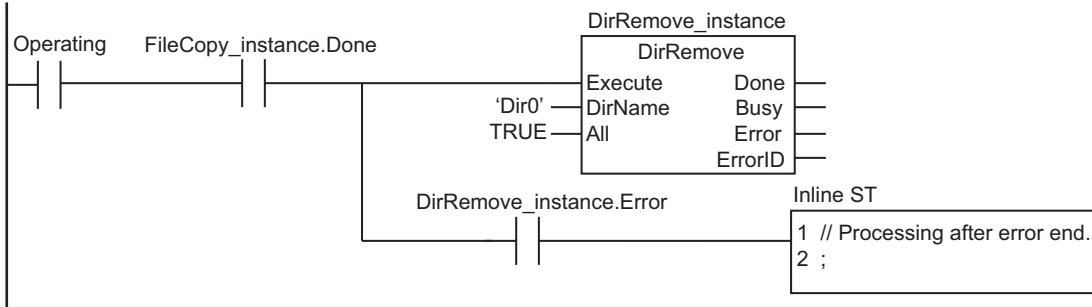 DirRemove_instance
Operating FileCopy_instance.Done
DirRemove
Execute Done
‘Dir0’ DirName Busy
TRUE All Error
ErrorID
DirRemove_instance.Error
Inline ST
1 // Processing after error end.
2 ;